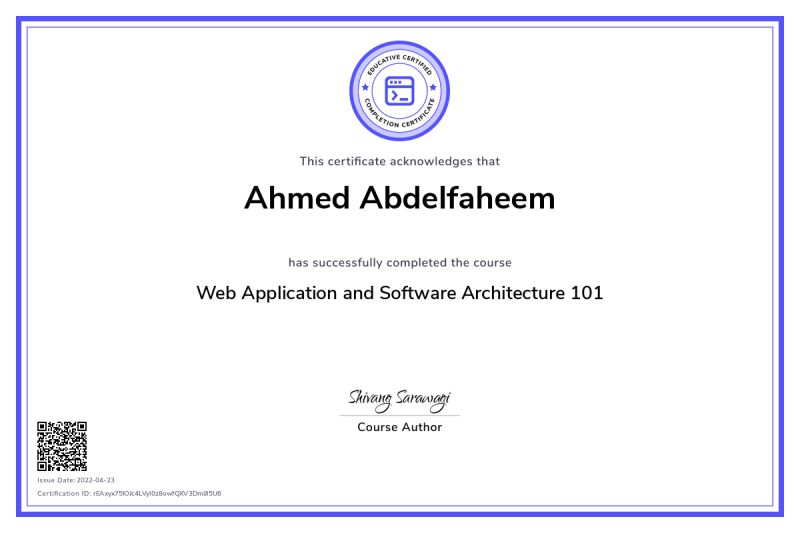 EDUCATIVE CERTIFIED
COMPLETION CERTIFICATE
This certificate acknowledges that
Ahmed Abdelfaheem
has successfully completed the course
Web Application and Software Architecture 101
Shivang Sarawagi
Course Author
Issue Date: 2022-04-23
Certification ID: